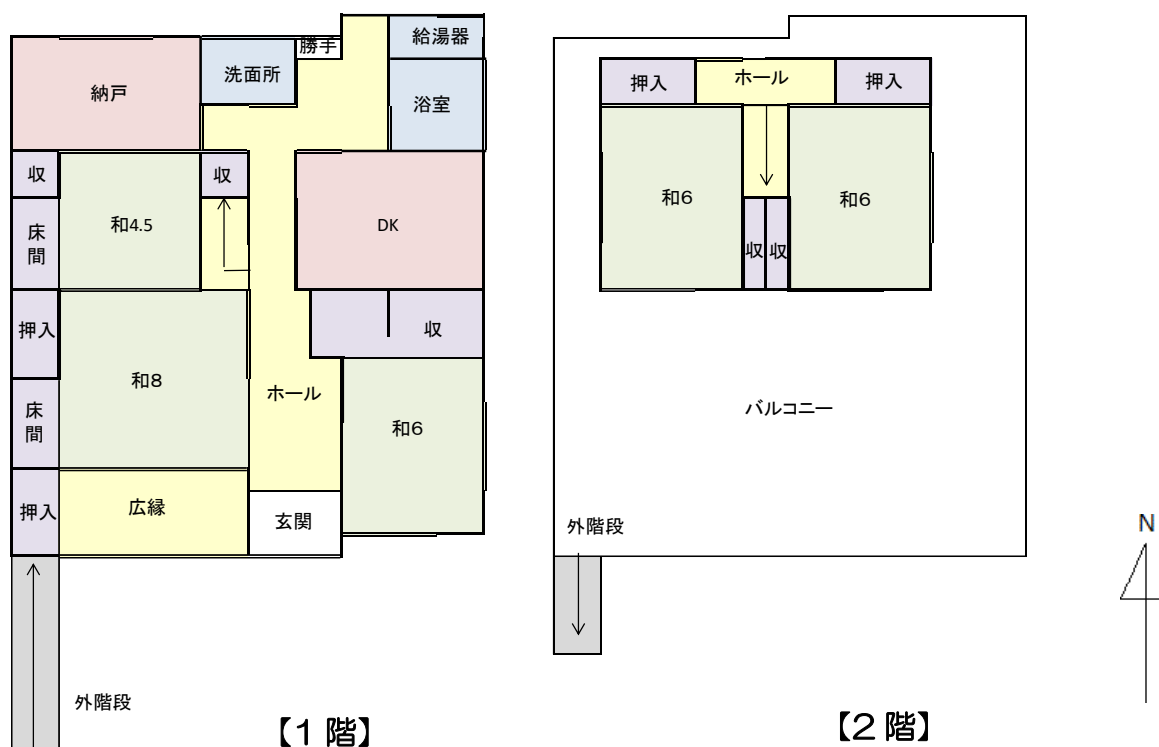 勝手
給湯器
洗面所
納戸
浴室
収
収
和4.5
DK
床
間
押入
収
和8
ホール
床
間
和6
押入
広縁
玄関
外階段
【1 階】
押入
ホール
押入
和6
和6
収
収
バルコニー
外階段
N
【2 階】